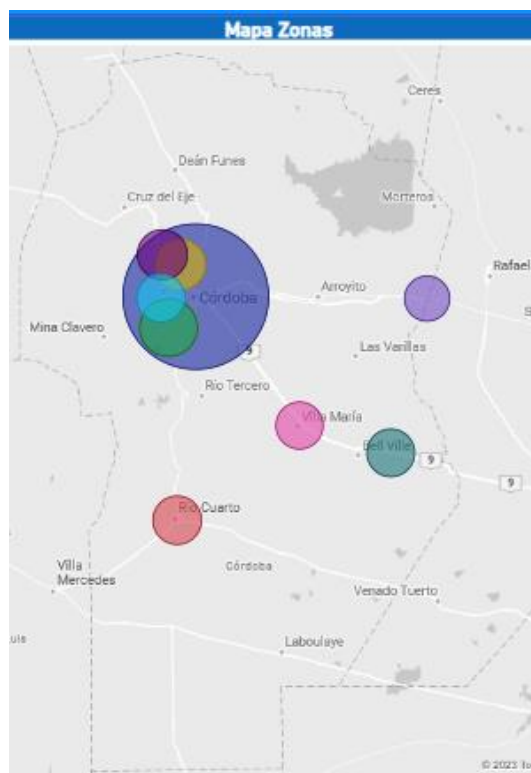 Mapa Zonas
Ceres
Deán Funes
Cruz del Eje
Morteros
Rafael
Córdoba
Arroyito
S
Mina Clavero
9
Las Varillas
Río Tercero
Villa María
Bell Ville
9
9
Río Cuarto
Villa
Mercedes
Córdoba
Venado Tuerto
uis
Laboulaye
© 2023